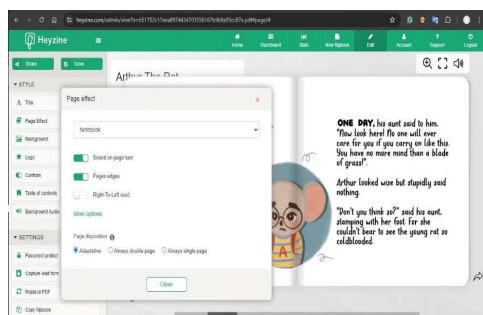 heyzine.com/admin/view?n=b51752c17eea8974434703558167b9b8a95cd87e.pdf#page/4
Heyzine
Home
Dashboard
Stats
New flipbook
Edit
Account
Support
Logout
Share
Save
Arthur The Rat
STYLE
Title
Page Effect
Background
Logo
Controls
Table of contents
Background Audio
SETTINGS
Password protect
Capture lead form
Replace PDF
Copy flipbook
Page effect
x
Notebook
Sound on page turn
Pages edges
Right-To-Left read
More options
Page disposition
Adaptative
Always double page
Always single page
Close
ONE DAY, his aunt said to him.
"Now look here! No one will ever
care for you if you carry on like this.
You have no more mind than a blade
of grass!".
Arthur looked wise but stupidly said
nothing.
"Don't you think so?" said his aunt,
stamping with her foot. For she
couldn't bear to see the young rat so
coldblooded.
A